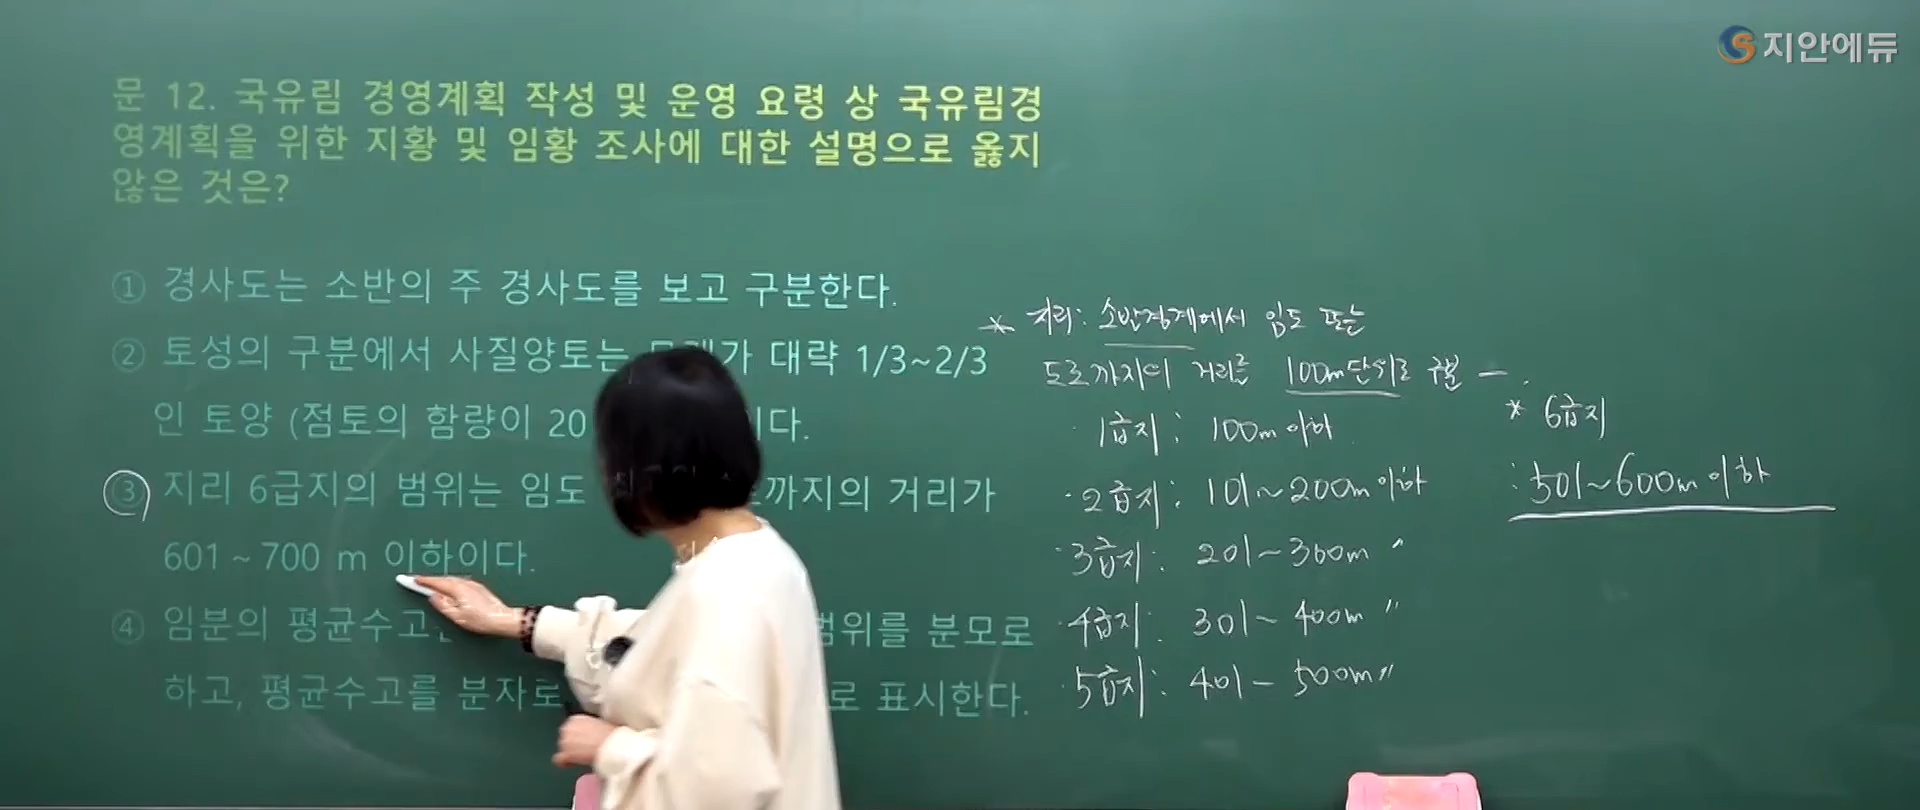 지안에듀
문 12. 국유림 경영계획 작성 및 운영 요령 상 국유림경
영계획을 위한 지황 및 임황 조사에 대한 설명으로 옳지
않은 것은?
① 경사도는 소반의 주 경사도를 보고 구분한다.
② 토성의 구분에서 사질양토는 대략 1/3~2/3
인 토양 (점토의 함량이 20 이다.
③ 지리 6급지의 범위는 임도 까지의 거리가
601 ~ 700 m 이하이다.
④ 임분의 평균수고 범위를 분모로
하고, 평균수고를 분자로 로 표시한다.
* 지리: 소반경계에서 임도 또는
도로까지의 거리를 100m단위로 구분
1급지: 100m 이하
· 2급지: 101~200m 이하
· 3급지: 201~300m "
· 4급지: 301~400m "
· 5급지: 401~500m "
* 6급지
: 501~600m 이하